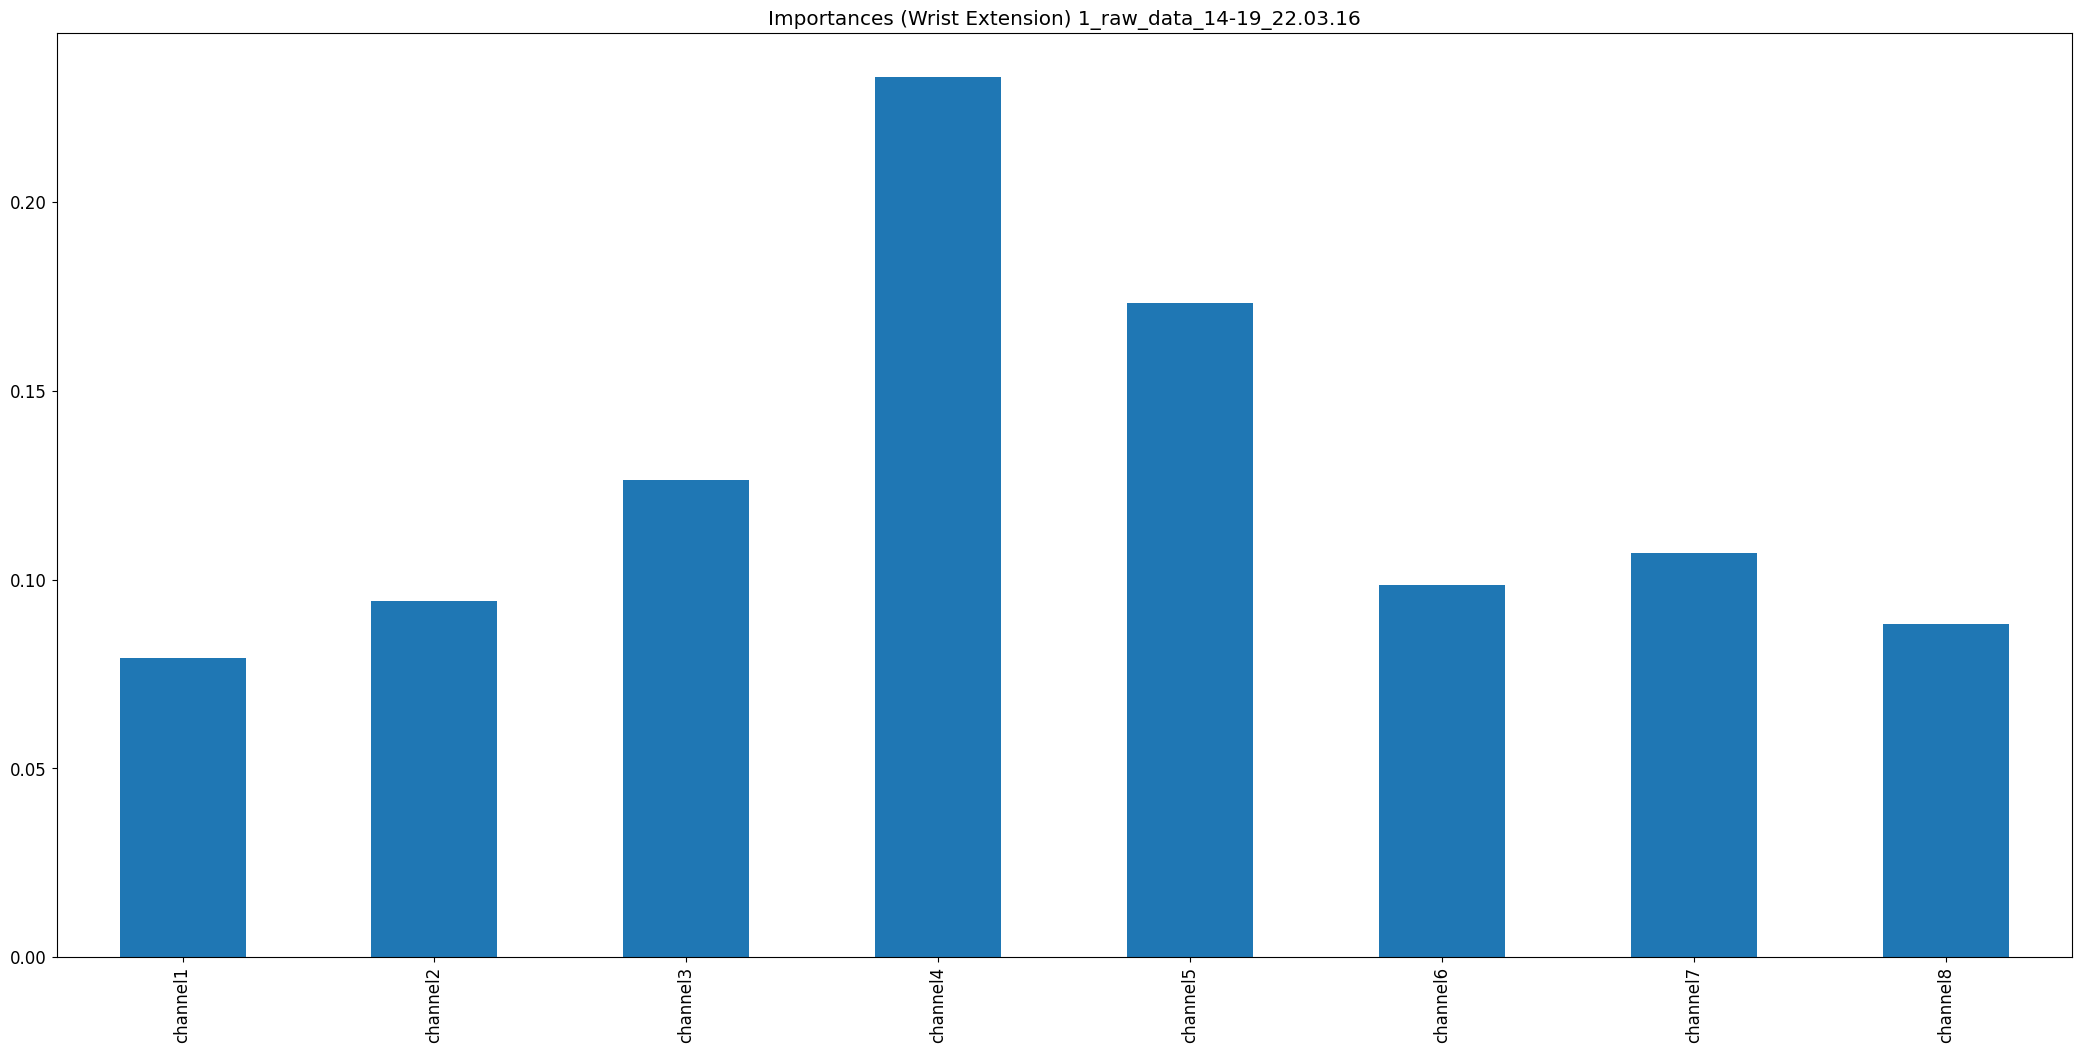 Importances (Wrist Extension) 1_raw_data_14-19_22.03.16
0.20
0.15
0.10
0.05
0.00
channel1
channel2
channel3
channel4
channel5
channel6
channel7
channel8